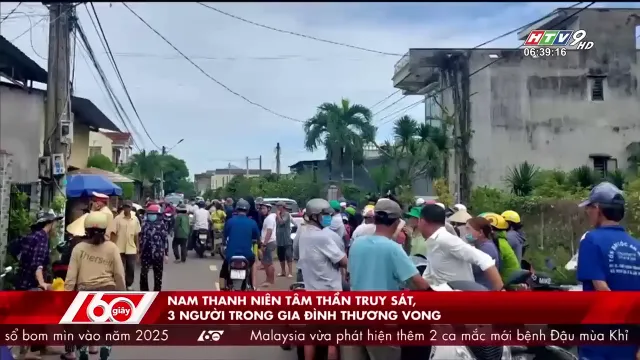 HTV9 HD
06:39:16
Therser
60 giây
NAM THANH NIÊN TÂM THẦN TRUY SÁT,
3 NGƯỜI TRONG GIA ĐÌNH THƯƠNG VONG
sổ bom mìn vào năm 2025 Malaysia vừa phát hiện thêm 2 ca mắc mới bệnh Đậu mùa Khỉ